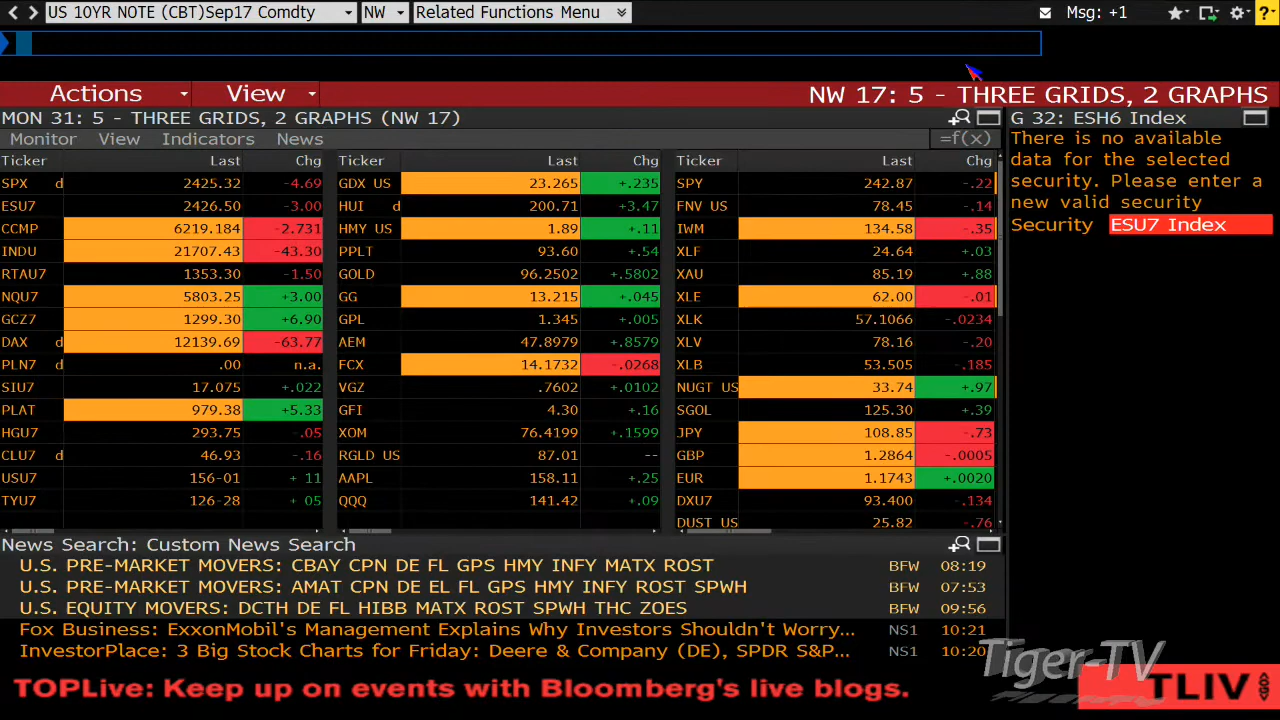 US 10YR NOTE (CBT)Sep17 Comdty NW Related Functions Menu Msg: +1 ?
Actions View NW 17: 5 - THREE GRIDS, 2 GRAPHS
MON 31: 5 - THREE GRIDS, 2 GRAPHS (NW 17) G 32: ESH6 Index
Monitor View Indicators News =f(x)
There is no available
data for the selected
security. Please enter a
new valid security
Security ESU7 Index
Ticker Last Chg Ticker Last Chg Ticker Last Chg
SPX d 2425.32 -4.69 GDX US 23.265 +.235 SPY 242.87 -.22
ESU7 2426.50 -3.00 HUI d 200.71 +3.47 FNV US 78.45 -.14
CCMP 6219.184 -2.731 HMY US 1.89 +.11 IWM 134.58 -.35
INDU 21707.43 -43.30 PPLT 93.60 +.54 XLF 24.64 +.03
RTAU7 1353.30 -1.50 GOLD 96.2502 +.5802 XAU 85.19 +.88
NQU7 5803.25 +3.00 GG 13.215 +.045 XLE 62.00 -.01
GCZ7 1299.30 +6.90 GPL 1.345 +.005 XLK 57.1066 -.0234
DAX d 12139.69 -63.77 AEM 47.8979 +.8579 XLV 78.16 -.20
PLN7 d .00 n.a. FCX 14.1732 -.0268 XLB 53.505 -.185
SIU7 17.075 +.022 VGZ .7602 +.0102 NUGT US 33.74 +.97
PLAT 979.38 +5.33 GFI 4.30 +.16 SGOL 125.30 +.39
HGU7 293.75 -.05 XOM 76.4199 +.1599 JPY 108.85 -.73
CLU7 d 46.93 -.16 RGLD US 87.01 -- GBP 1.2864 -.0005
USU7 156-01 + 11 AAPL 158.11 +.25 EUR 1.1743 +.0020
TYU7 126-28 + 05 QQQ 141.42 +.09 DXU7 93.400 -.134
DUST US 25.82 -.76
News Search: Custom News Search
U.S. PRE-MARKET MOVERS: CBAY CPN DE FL GPS HMY INFY MATX ROST BFW 08:19
U.S. PRE-MARKET MOVERS: AMAT CPN DE EL FL GPS HMY INFY ROST SPWH BFW 07:53
U.S. EQUITY MOVERS: DCTH DE FL HIBB MATX ROST SPWH THC ZOES BFW 09:56
Fox Business: ExxonMobil's Management Explains Why Investors Shouldn't Worry... NS1 10:21
InvestorPlace: 3 Big Stock Charts for Friday: Deere & Company (DE), SPDR S&P... NS1 10:20
Tiger-TV
TOPLive: Keep up on events with Bloomberg's live blogs. TLIV